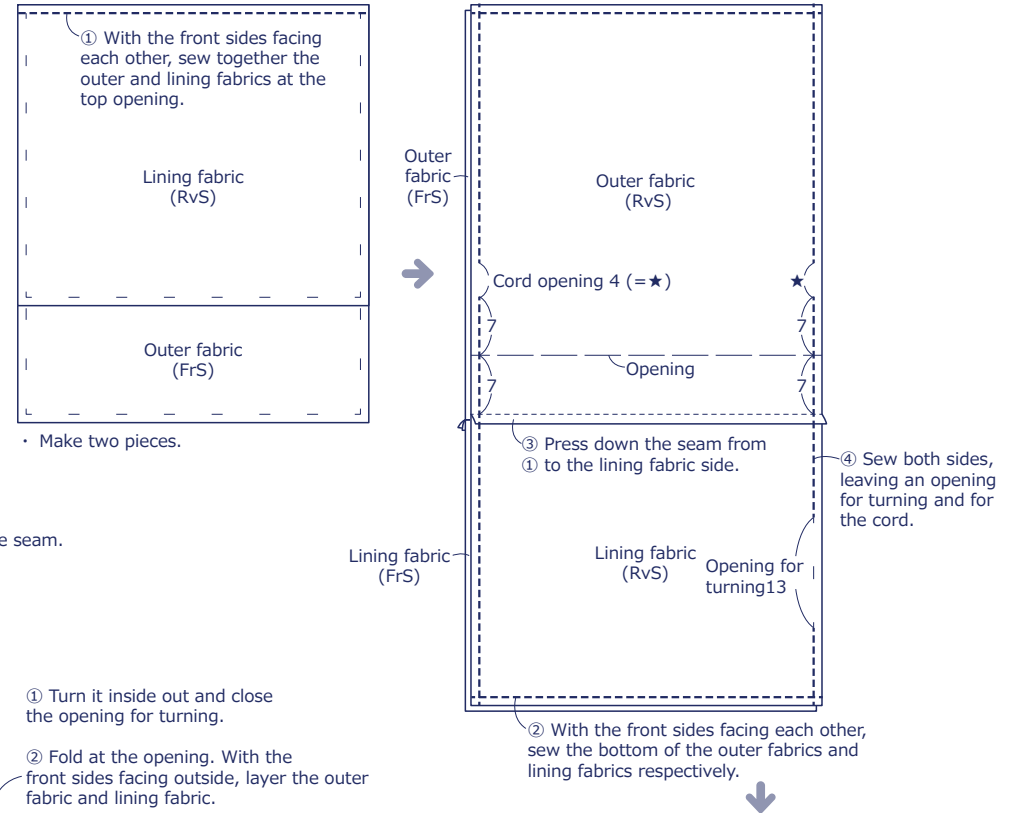 ① With the front sides facing
each other, sew together the
outer and lining fabrics at the
top opening.
Lining fabric
(RvS)
Outer fabric
(FrS)
・ Make two pieces.
Outer
fabric
(FrS)
Outer fabric
(RvS)
Cord opening 4 (=★)
★
7
7
Opening
7
7
③ Press down the seam from
① to the lining fabric side.
④ Sew both sides,
leaving an opening
for turning and for
the cord.
Lining fabric
(FrS)
Lining fabric
(RvS)
Opening for
turning13
② With the front sides facing each other,
sew the bottom of the outer fabrics and
lining fabrics respectively.
seam.
① Turn it inside out and close
the opening for turning.
② Fold at the opening. With the
front sides facing outside, layer the outer
fabric and lining fabric.